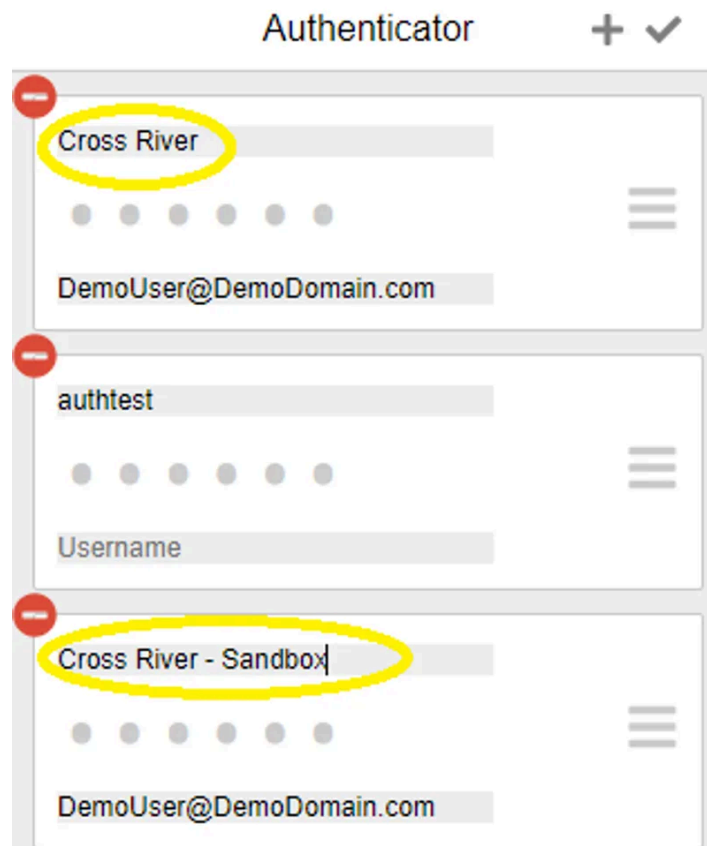 Authenticator
Cross River
DemoUser@DemoDomain.com
authtest
Username
Cross River - Sandbox
DemoUser@DemoDomain.com